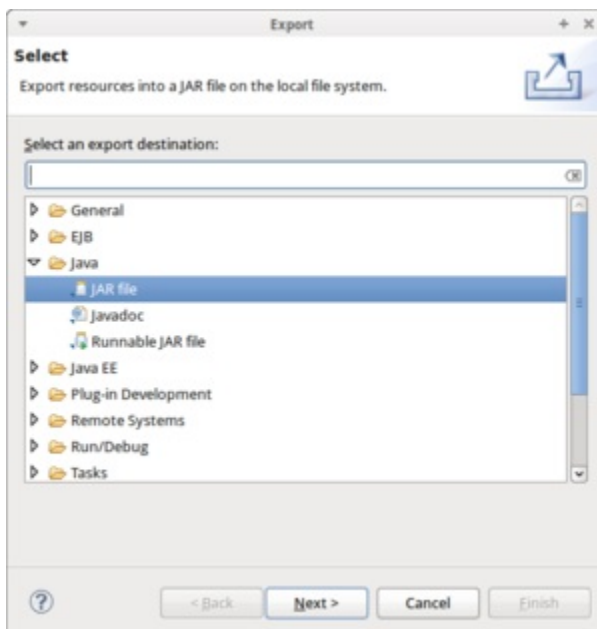 Export
Select
Export resources into a JAR file on the local file system.
Select an export destination:
General
EJB
Java
JAR file
Javadoc
Runnable JAR file
Java EE
Plug-in Development
Remote Systems
Run/Debug
Tasks
? < Back Next > Cancel Finish